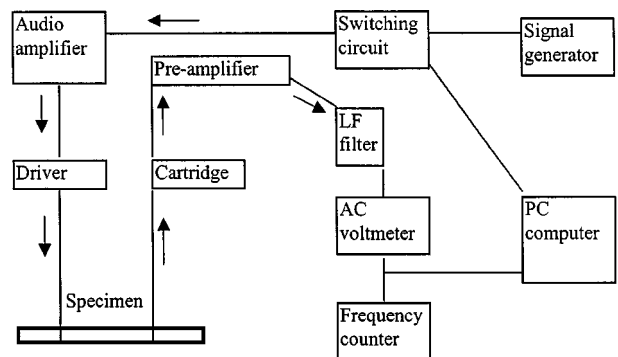 Audio
amplifier
Switching
circuit
Signal
generator
Pre-amplifier
LF
filter
Driver
Cartridge
AC
voltmeter
PC
computer
Specimen
Frequency
counter